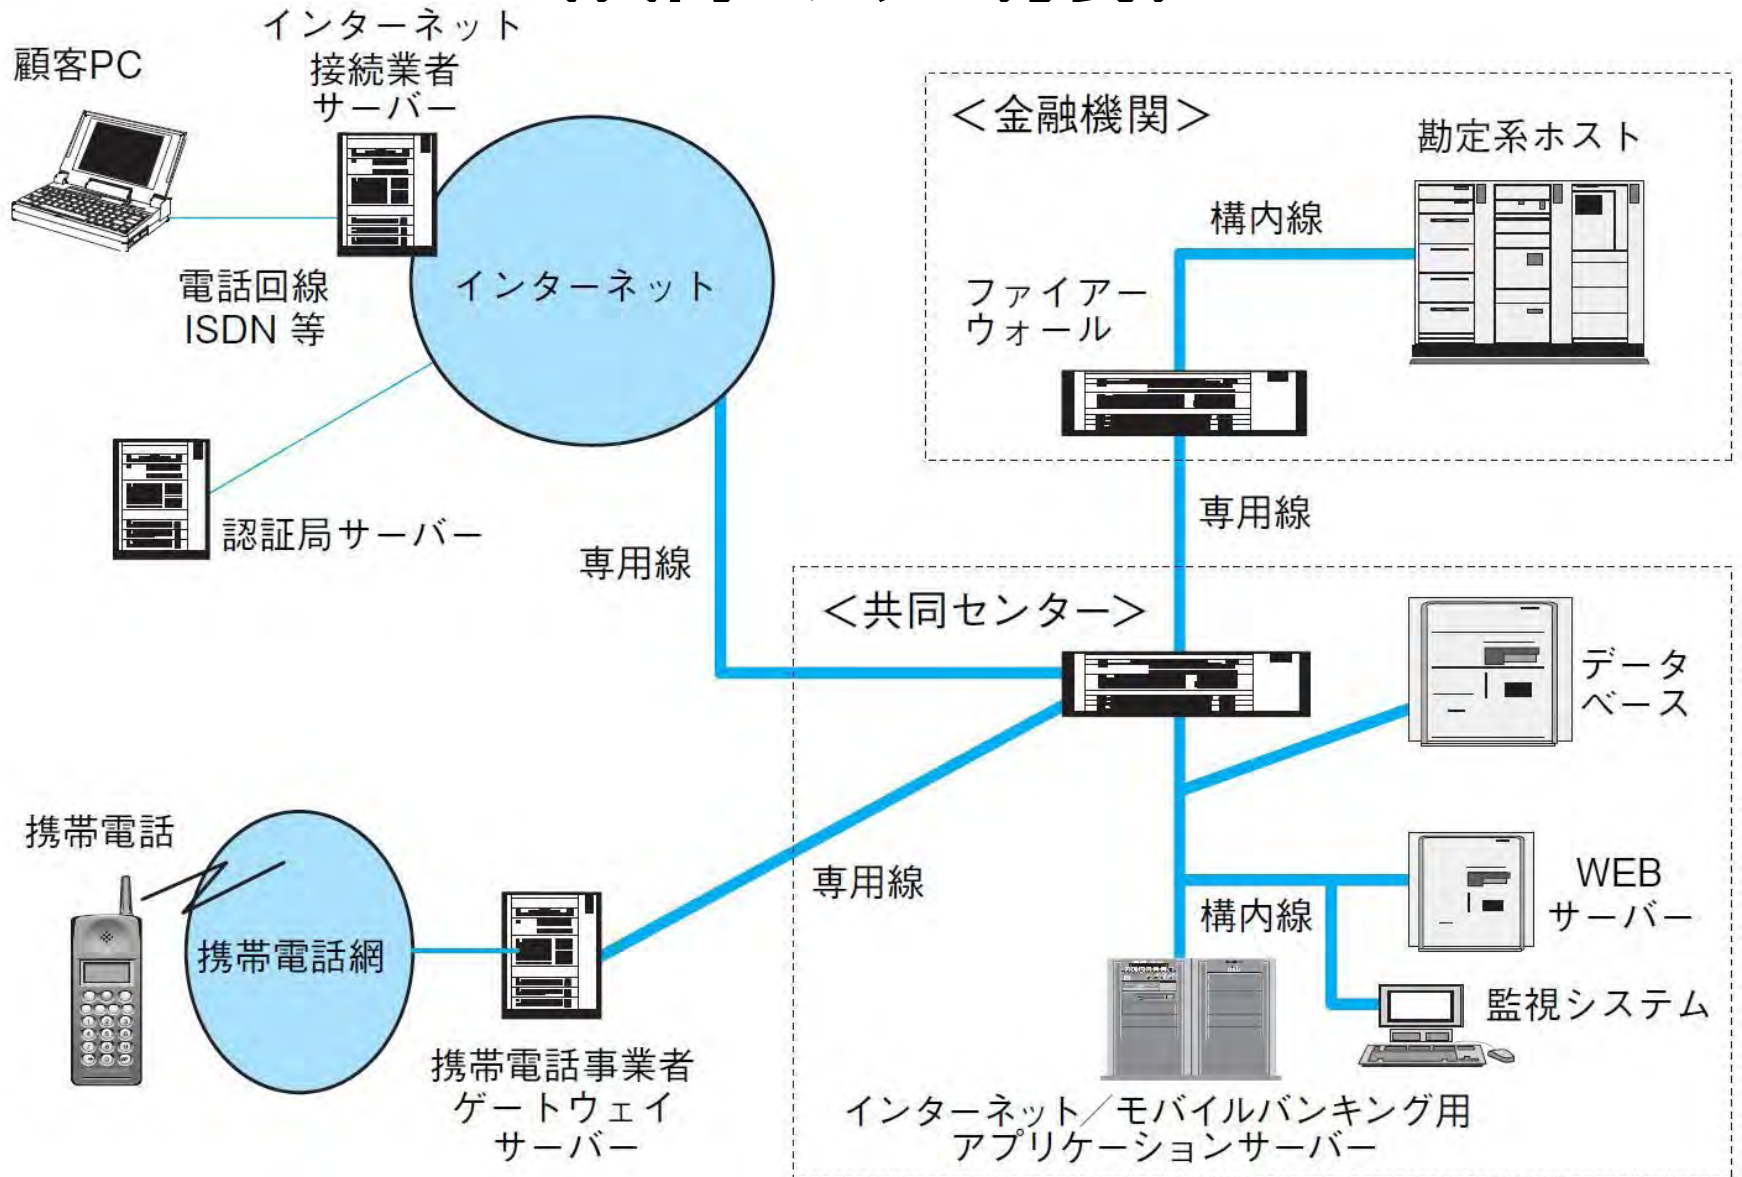 インターネット
接続業者
サーバー
顧客PC
電話回線
ISDN 等
インターネット
認証局サーバー
専用線
＜金融機関＞
勘定系ホスト
構内線
ファイアー
ウォール
専用線
＜共同センター＞
データ
ベース
携帯電話
携帯電話網
携帯電話事業者
ゲートウェイ
サーバー
専用線
構内線
WEB
サーバー
監視システム
インターネット／モバイルバンキング用
アプリケーションサーバー